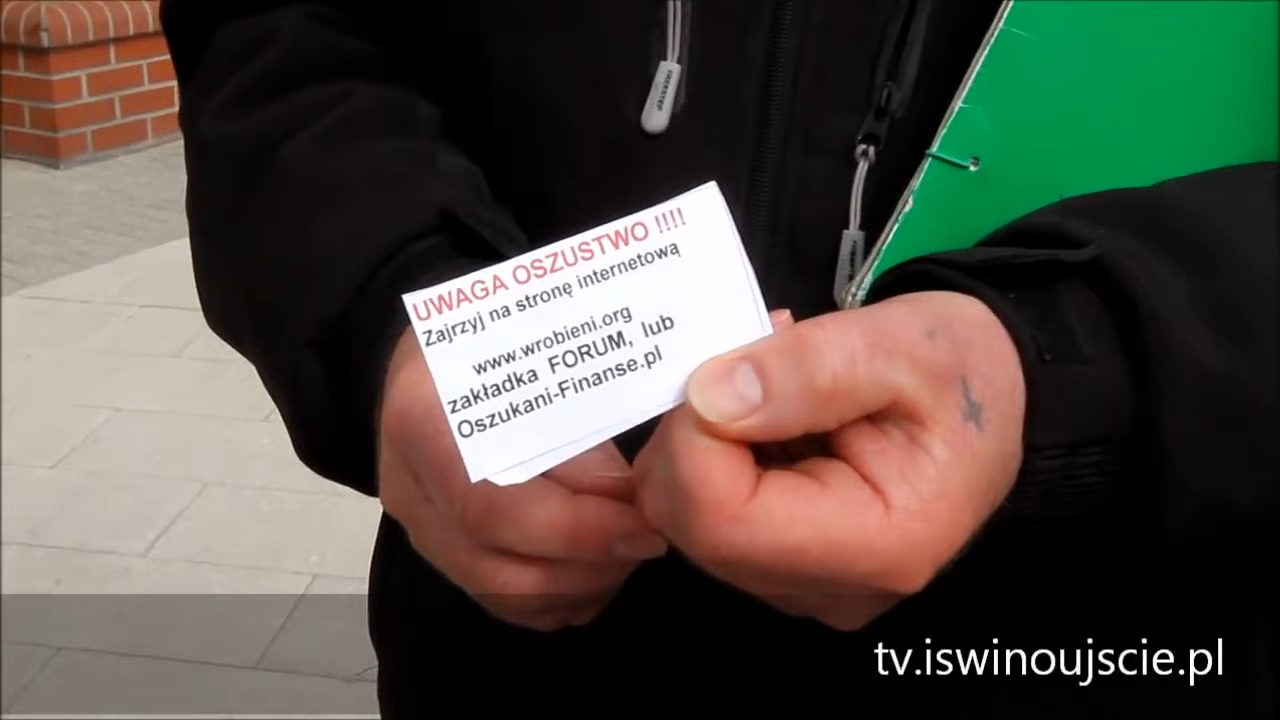 UWAGA OSZUSTWO !!!!
Zajrzyj na stronę internetową
www.wrobieni.org
zakładka FORUM, lub
Oszukani-Finanse.pl
tv.iswinoujscie.pl